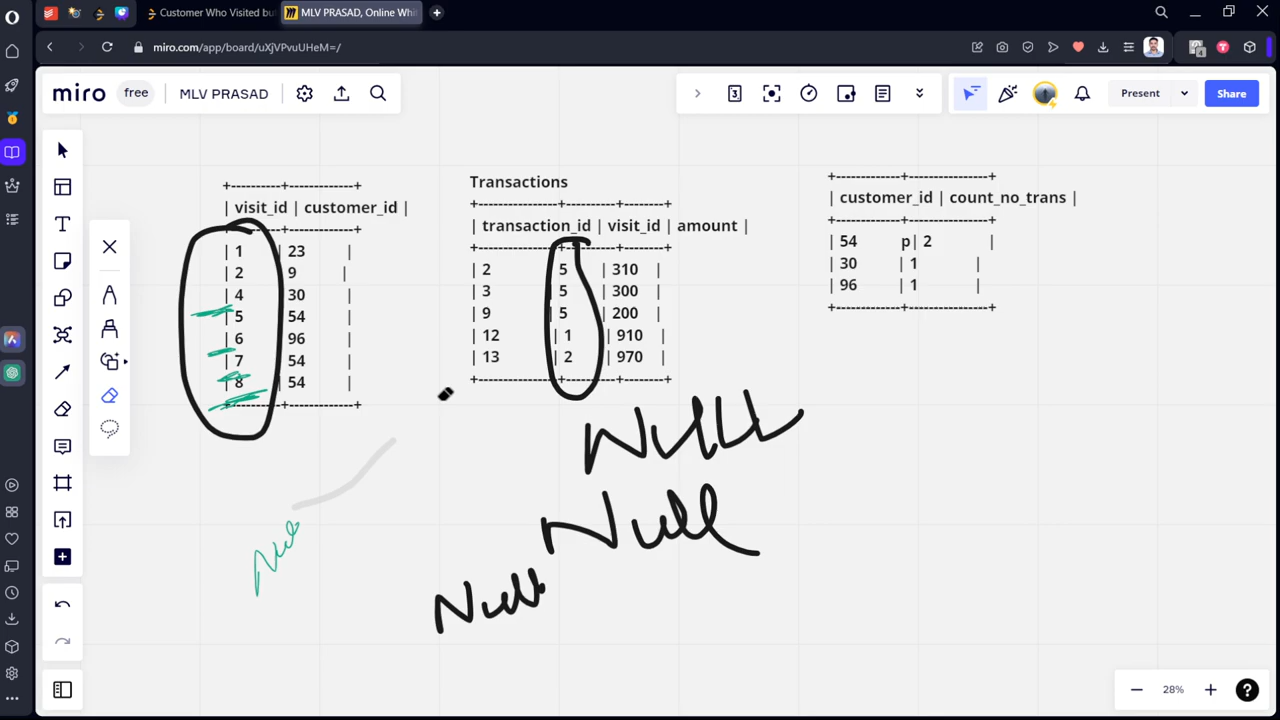 Customer Who Visited but
MLV PRASAD, Online Whi
miro.com/app/board/uXjVPvuUHeM=/
miro free MLV PRASAD
3
Present
Share
+----------+-------------+
| visit_id | customer_id |
+----------+-------------+
| 1 | 23 |
| 2 9 |
| 4 30 |
| 5 54 |
| 6 96 |
| 7 54 |
| 8 54 |
+----------+-------------+
Transactions
+----------------+----------+--------+
| transaction_id | visit_id | amount |
+----------------+----------+--------+
| 2 5 | 310 |
| 3 5 | 300 |
| 9 5 | 200 |
| 12 | 1 | 910 |
| 13 | 2 | 970 |
+----------------+----------+--------+
+-------------+----------------+
| customer_id | count_no_trans |
+-------------+----------------+
| 54 p| 2 |
| 30 | 1 |
| 96 | 1 |
+-------------+----------------+
NULL
Null
Null
28%